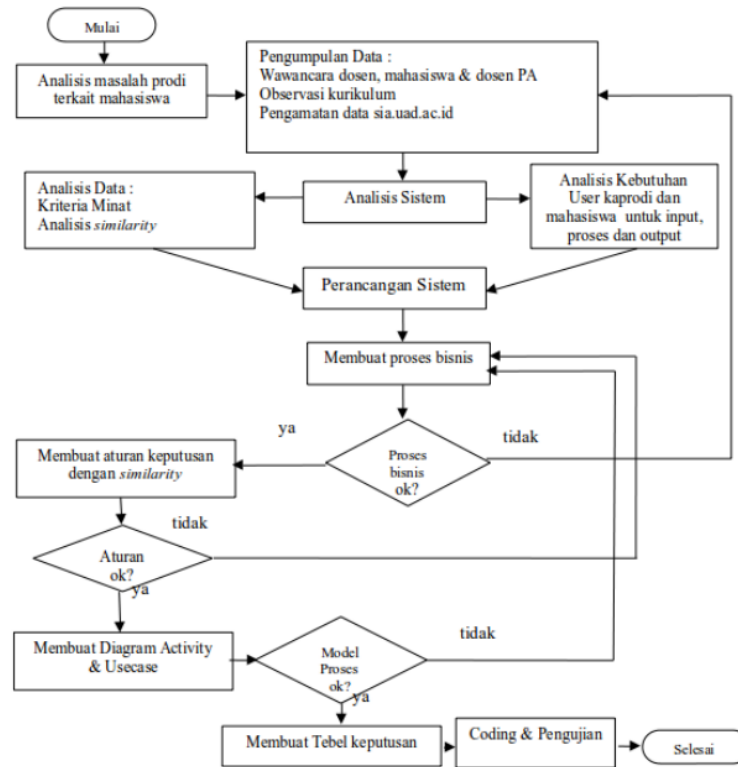 Mulai
Analisis masalah prodi
terkait mahasiswa
Pengumpulan Data :
Wawancara dosen, mahasiswa & dosen PA
Observasi kurikulum
Pengamatan data sia.uad.ac.id
Analisis Data :
Kriteria Minat
Analisis similarity
Analisis Sistem
Analisis Kebutuhan
User kaprodi dan
mahasiswa untuk input,
proses dan output
Perancangan Sistem
Membuat proses bisnis
ya
tidak
Membuat aturan keputusan
dengan similarity
Proses
bisnis
ok?
tidak
Aturan
ok?
ya
Membuat Diagram Activity
& Usecase
Model
Proses
ok?
tidak
ya
Membuat Tebel keputusan
Coding & Pengujian
Selesai